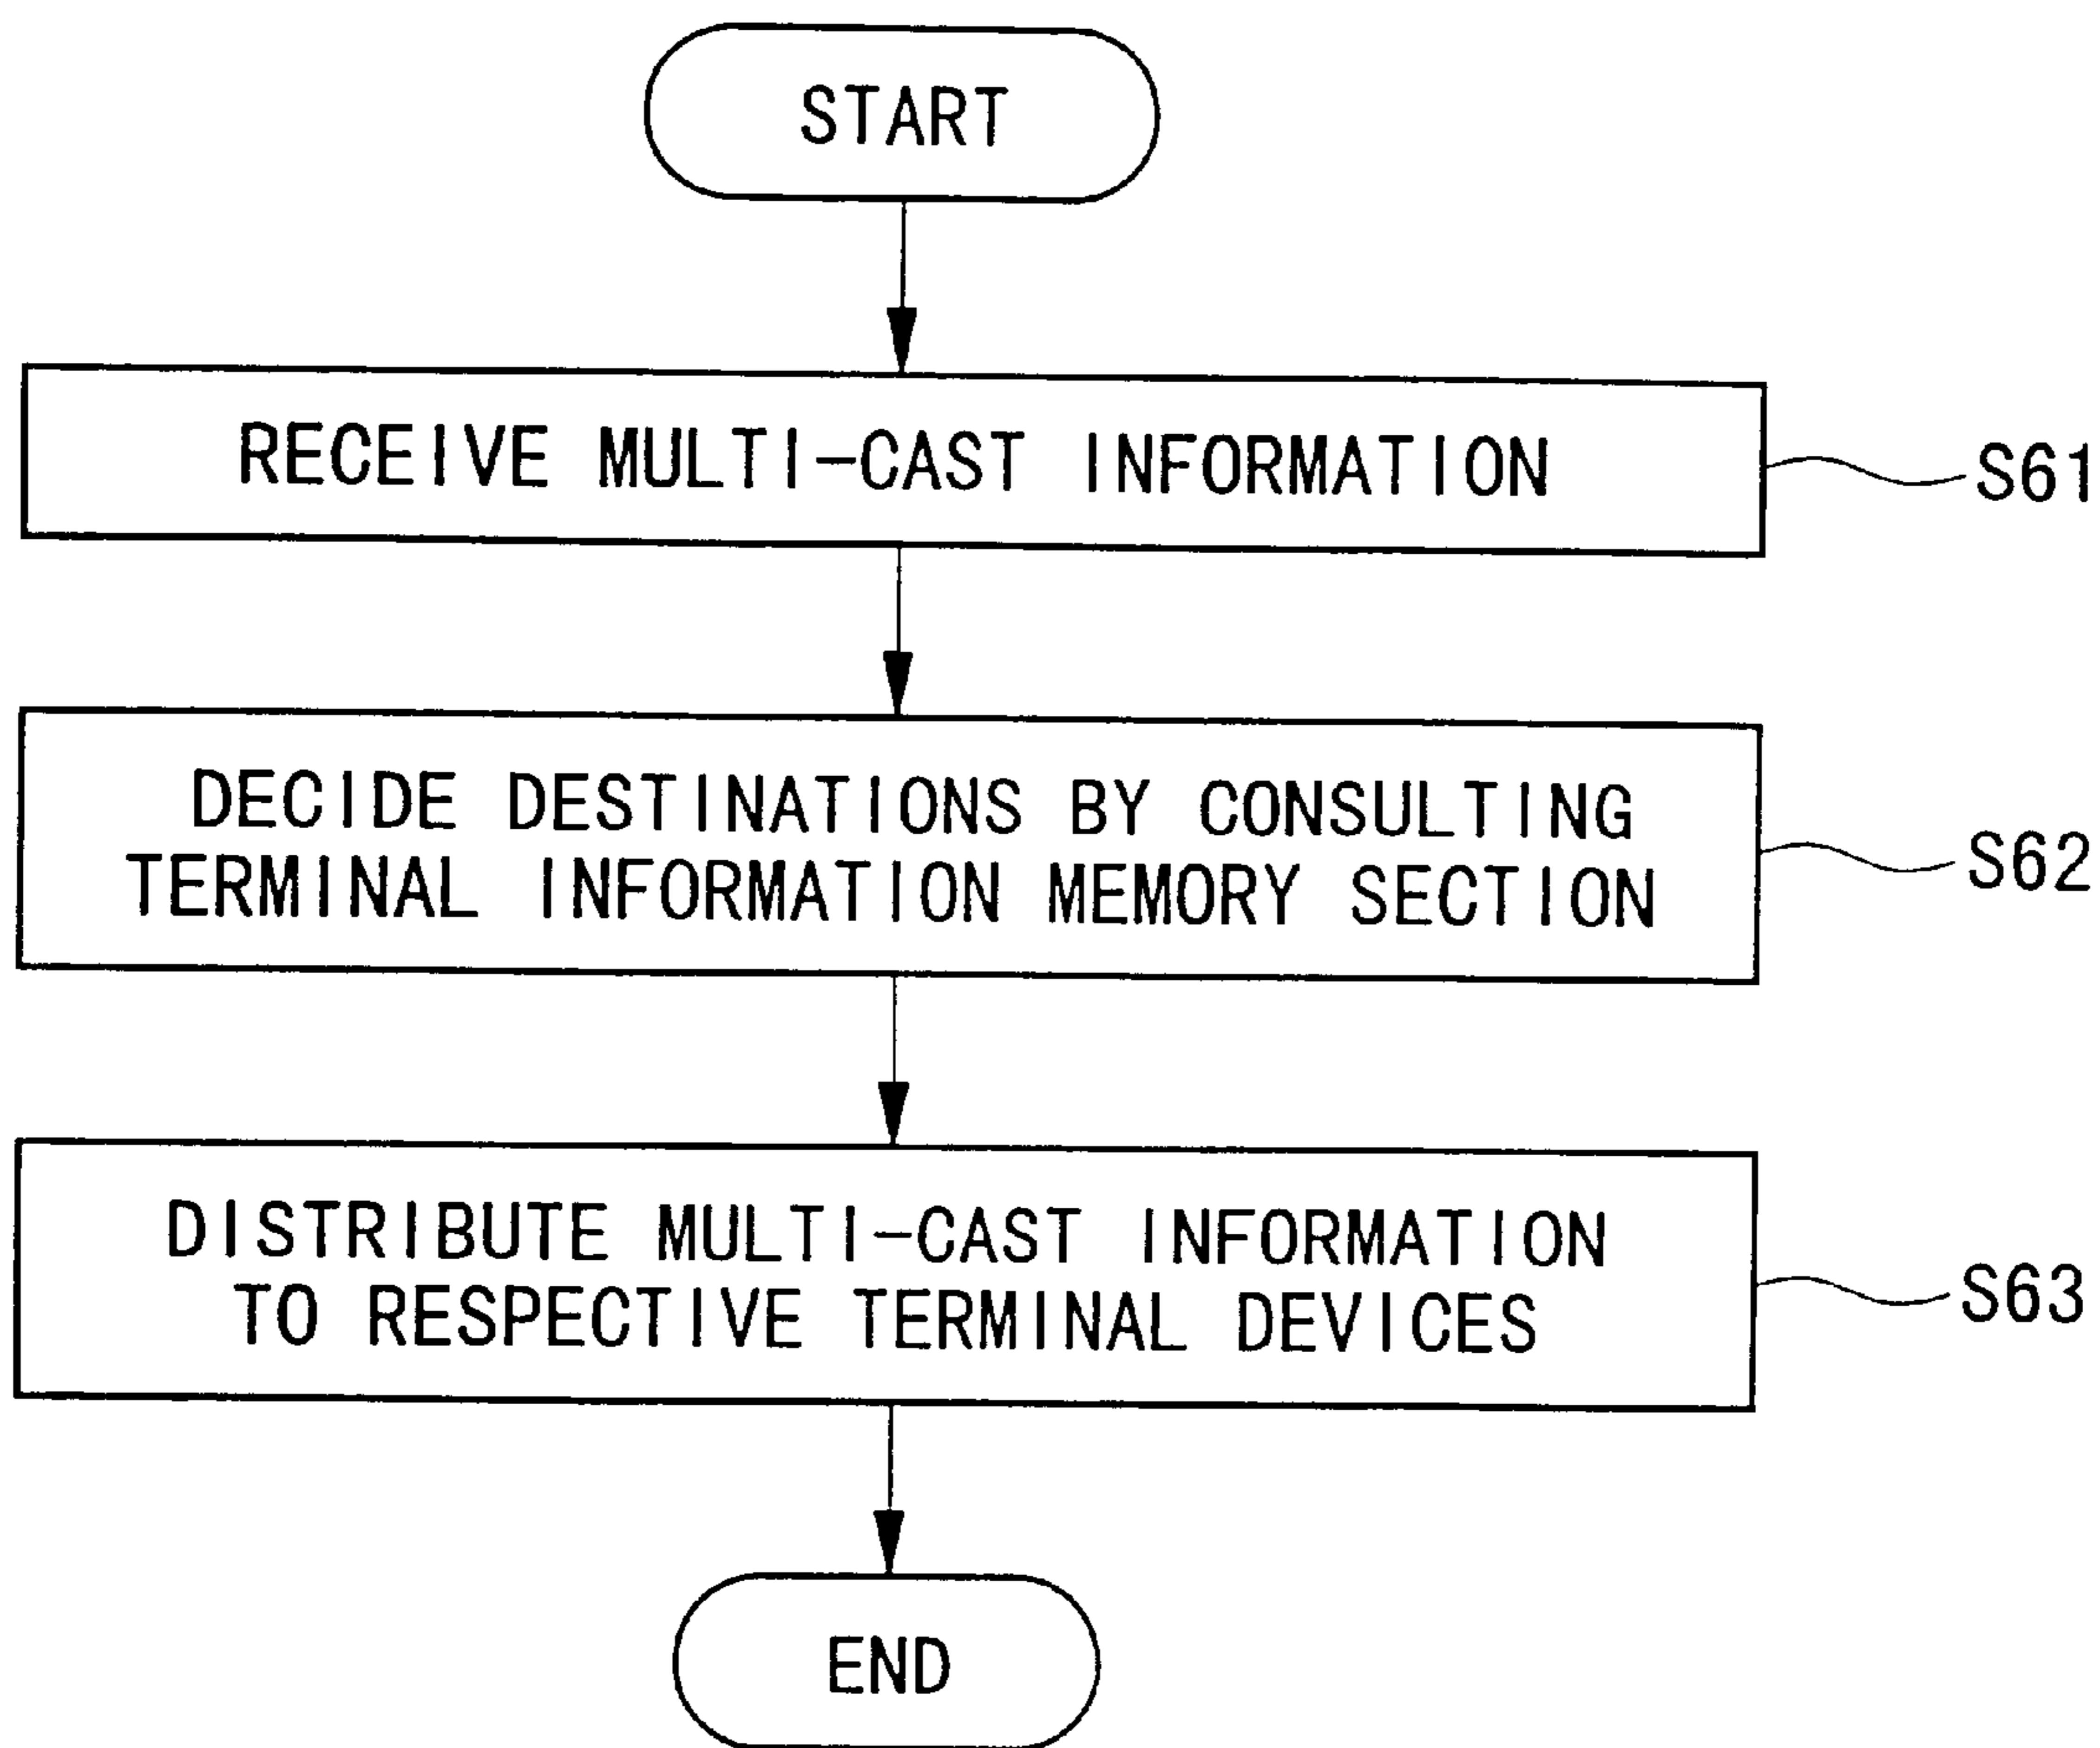 START
RECEIVE MULTI-CAST INFORMATION
S61
DECIDE DESTINATIONS BY CONSULTING
TERMINAL INFORMATION MEMORY SECTION
S62
DISTRIBUTE MULTI-CAST INFORMATION
TO RESPECTIVE TERMINAL DEVICES
S63
END